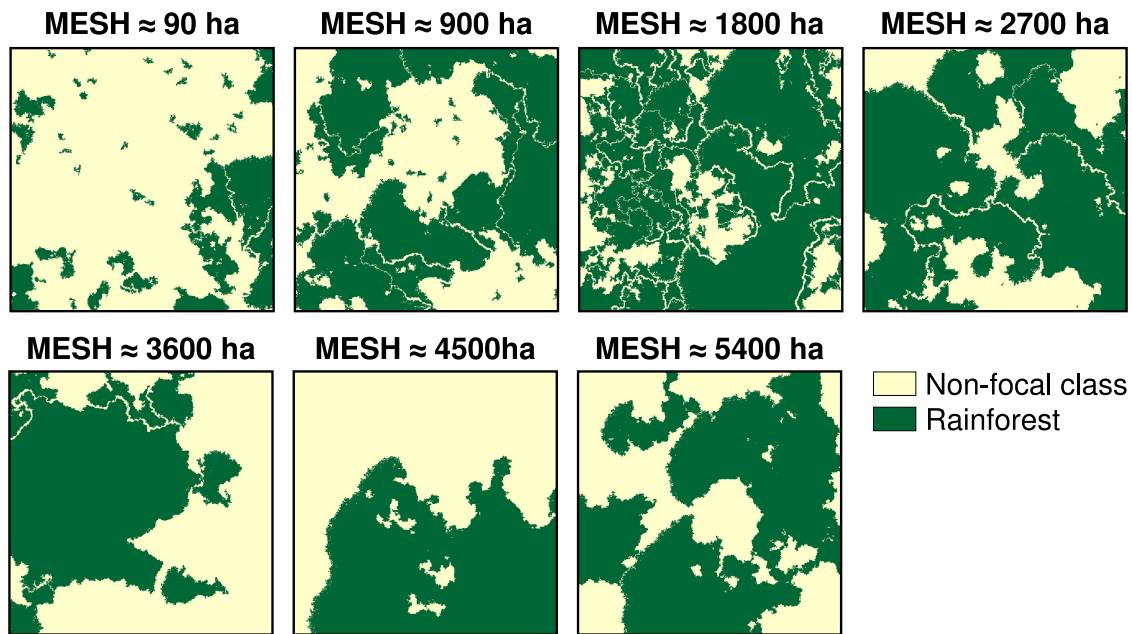 MESH ≈ 90 ha
MESH ≈ 900 ha
MESH ≈ 1800 ha
MESH ≈ 2700 ha
MESH ≈ 3600 ha
MESH ≈ 4500ha
MESH ≈ 5400 ha
Non-focal class
Rainforest